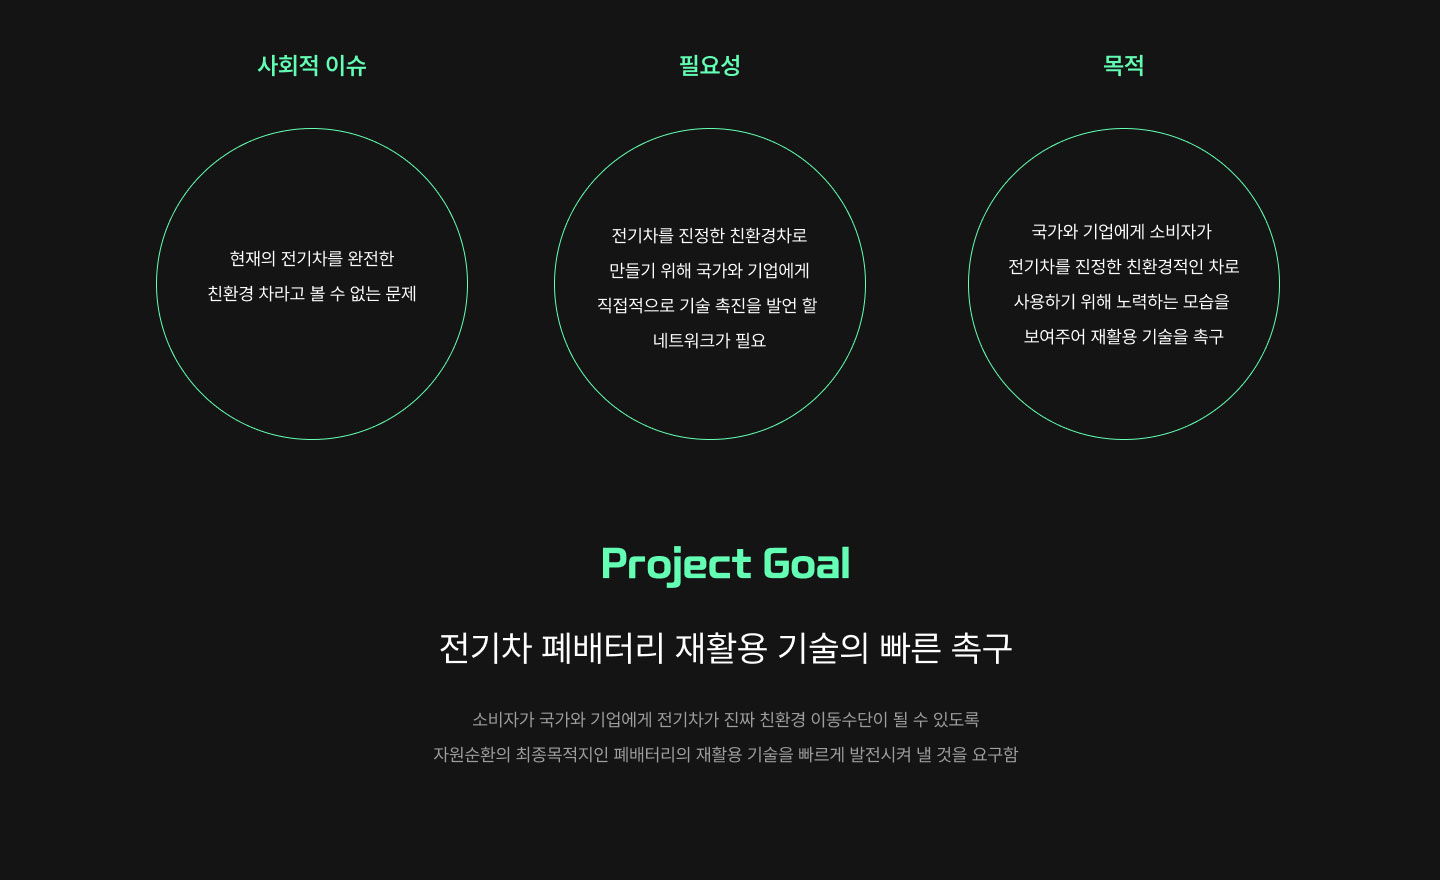 사회적 이슈
현재의 전기차를 완전한
친환경 차라고 볼 수 없는 문제
필요성
전기차를 진정한 친환경차로
만들기 위해 국가와 기업에게
직접적으로 기술 촉진을 발언 할
네트워크가 필요
목적
국가와 기업에게 소비자가
전기차를 진정한 친환경적인 차로
사용하기 위해 노력하는 모습을
보여주어 재활용 기술을 촉구
Project Goal
전기차 폐배터리 재활용 기술의 빠른 촉구
소비자가 국가와 기업에게 전기차가 진짜 친환경 이동수단이 될 수 있도록
자원순환의 최종목적지인 폐배터리의 재활용 기술을 빠르게 발전시켜 낼 것을 요구함